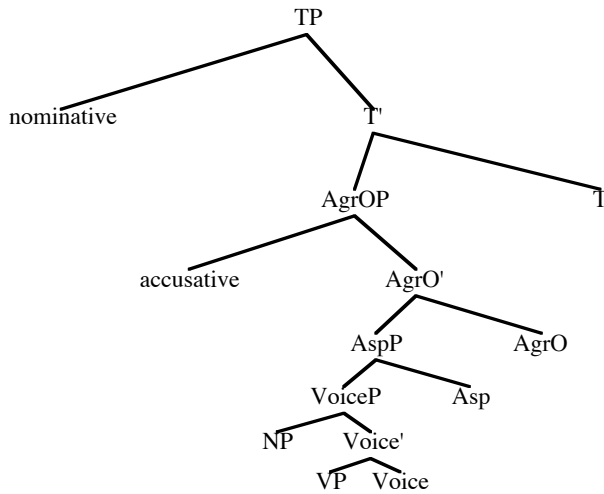 TP
nominative T'
AgrOP T
accusative AgrO'
AspP AgrO
VoiceP Asp
NP Voice'
VP Voice